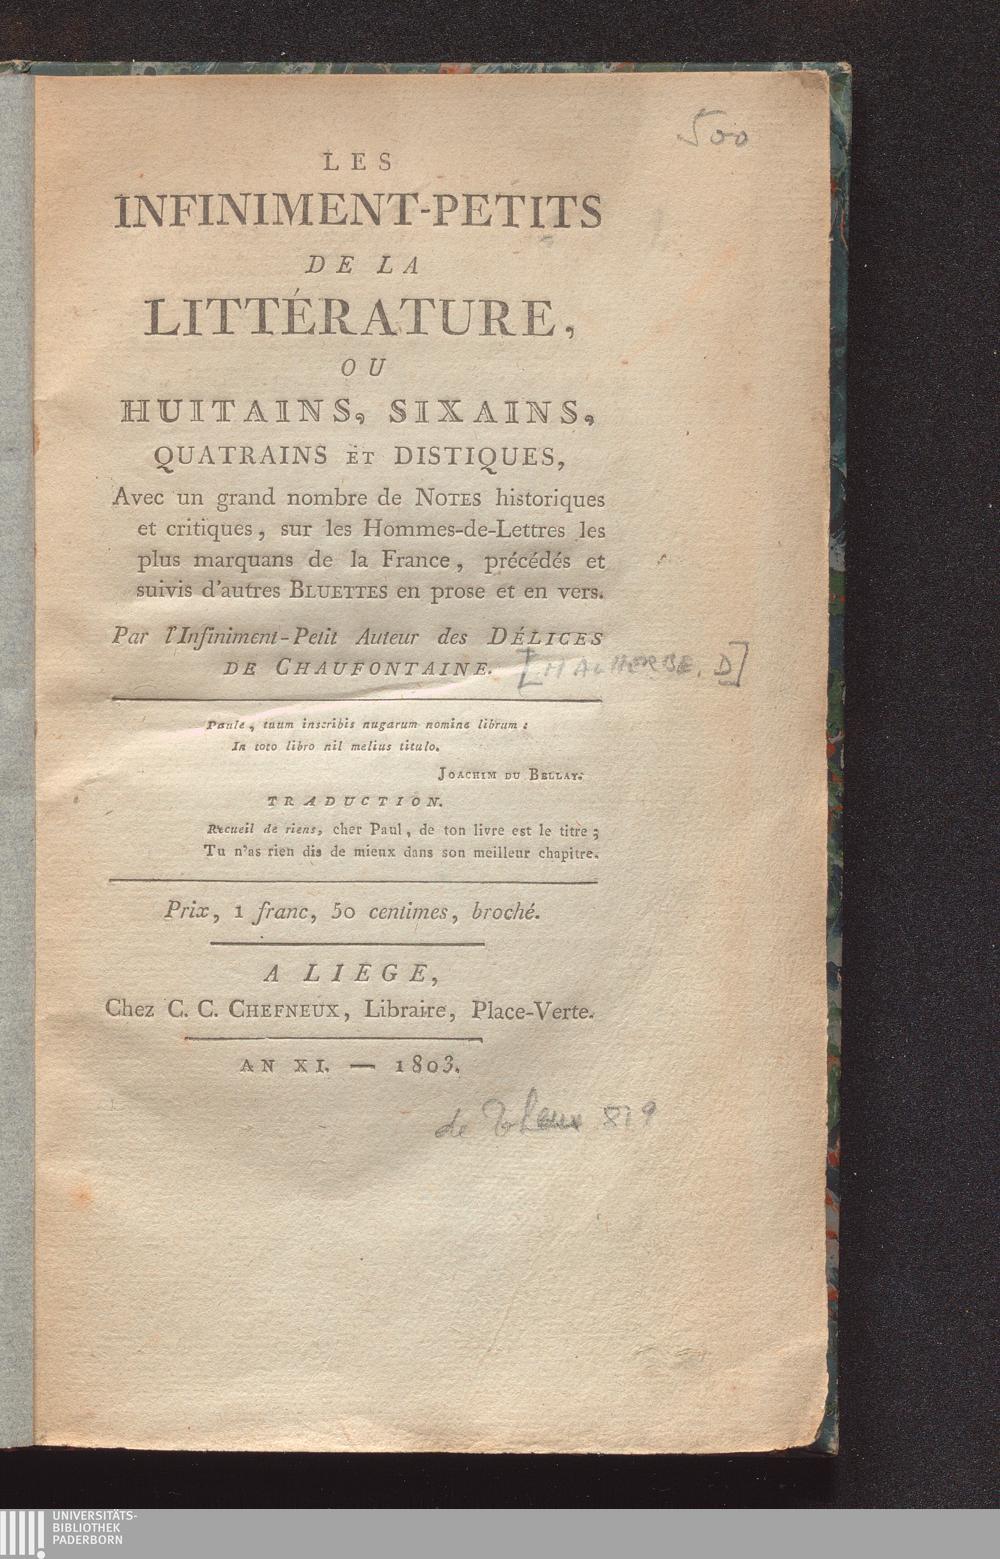 500
LES
INFINIMENT-PETITS
DE LA
LITTÉRATURE,
OU
HUITAINS, SIXAINS,
QUATRAINS ET DISTIQUES,
Avec un grand nombre de NOTES historiques
et critiques, sur les Hommes-de-Lettres les
plus marquans de la France, précédés et
suivis d'autres BLUETTES en prose et en vers.
Par l'Infiniment-Petit Auteur des DÉLICES
DE CHAUFONTAINE. [MALHERBE. D]
Paule, tuum inscribis nugarum nomine librum:
In toto libro nil melius titulo.
JOACHIM DU BELLAY.
TRADUCTION.
Recueil de riens, cher Paul, de ton livre est le titre;
Tu n'as rien dis de mieux dans son meilleur chapitre.
Prix, 1 franc, 50 centimes, broché.
A LIEGE,
Chez C. C. CHEFNEUX, Libraire, Place-Verte.
AN XI. — 1803.
de Theux 819
UNIVERSITÄTS-
BIBLIOTHEK
PADERBORN